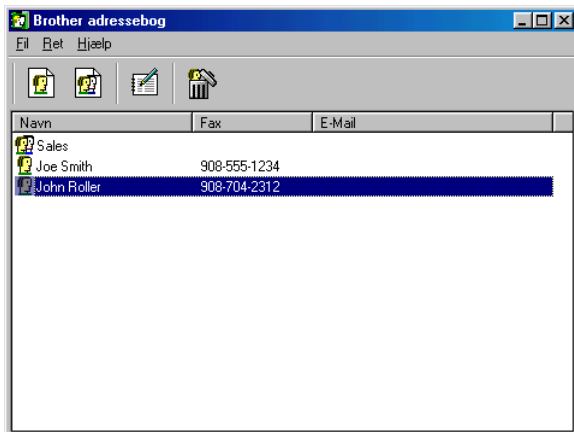 Brother adressebog
Fil Ret Hjælp
Navn Fax E-Mail
Sales
Joe Smith 908-555-1234
John Roller 908-704-2312